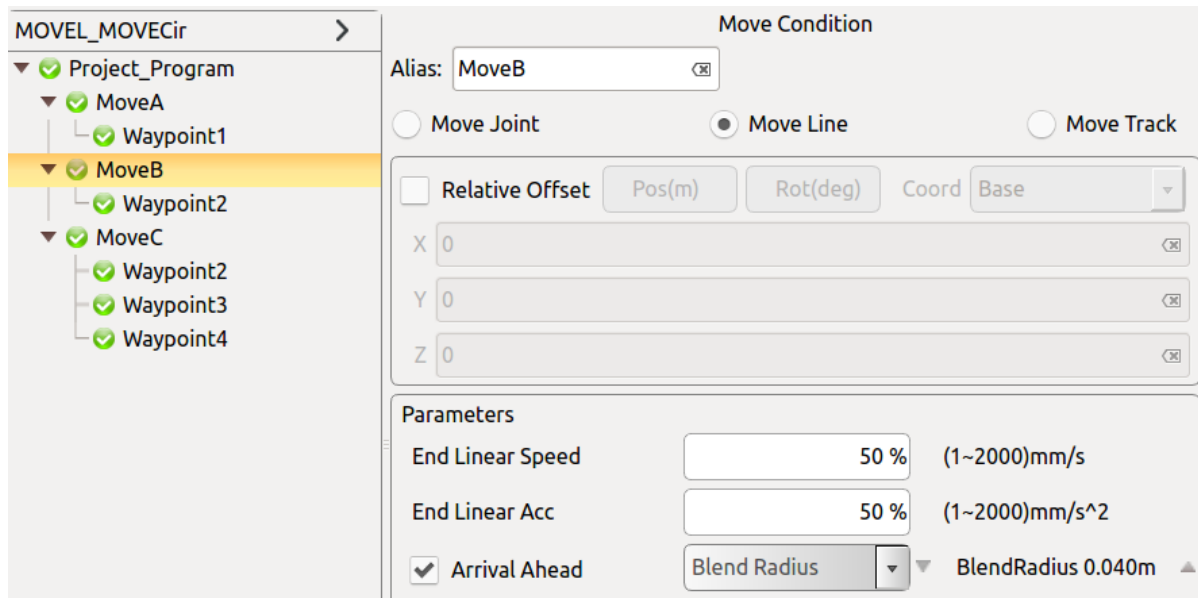 MOVEL_MOVECir
Project_Program
MoveA
Waypoint1
MoveB
Waypoint2
MoveC
Waypoint2
Waypoint3
Waypoint4
Move Condition
Alias: MoveB
Move Joint Move Line Move Track
Relative Offset Pos(m) Rot(deg) Coord Base
X 0
Y 0
Z 0
Parameters
End Linear Speed 50 % (1~2000)mm/s
End Linear Acc 50 % (1~2000)mm/s^2
Arrival Ahead Blend Radius BlendRadius 0.040m